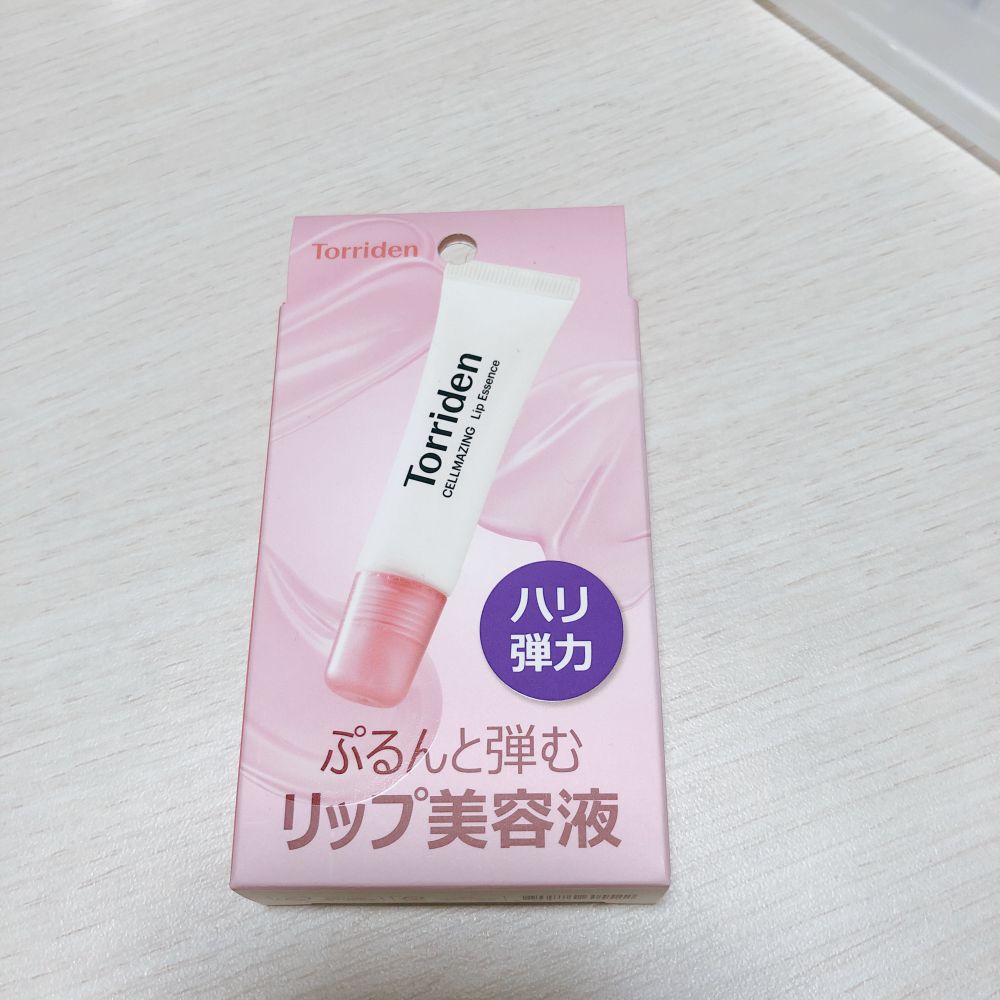 Torriden
Torriden
CELLMAZING Lip Essence
ハリ
弾力
ぷるんと弾む
リップ美容液